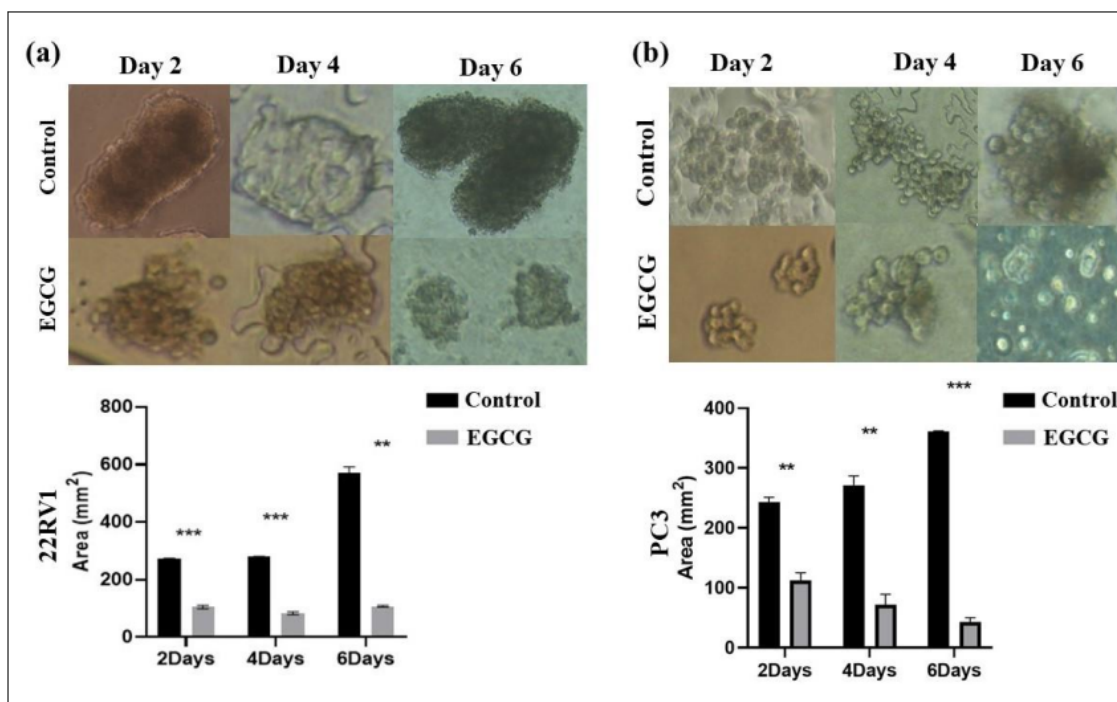 (a)
Day 2 Day 4 Day 6
Control
EGCG
800
600
400
200
0
22RV1
Area (mm²)
Control
EGCG
***
***
**
2Days 4Days 6Days
(b)
Day 2 Day 4 Day 6
Control
EGCG
400
300
200
100
0
PC3
Area (mm²)
Control
EGCG
**
**
***
2Days 4Days 6Days